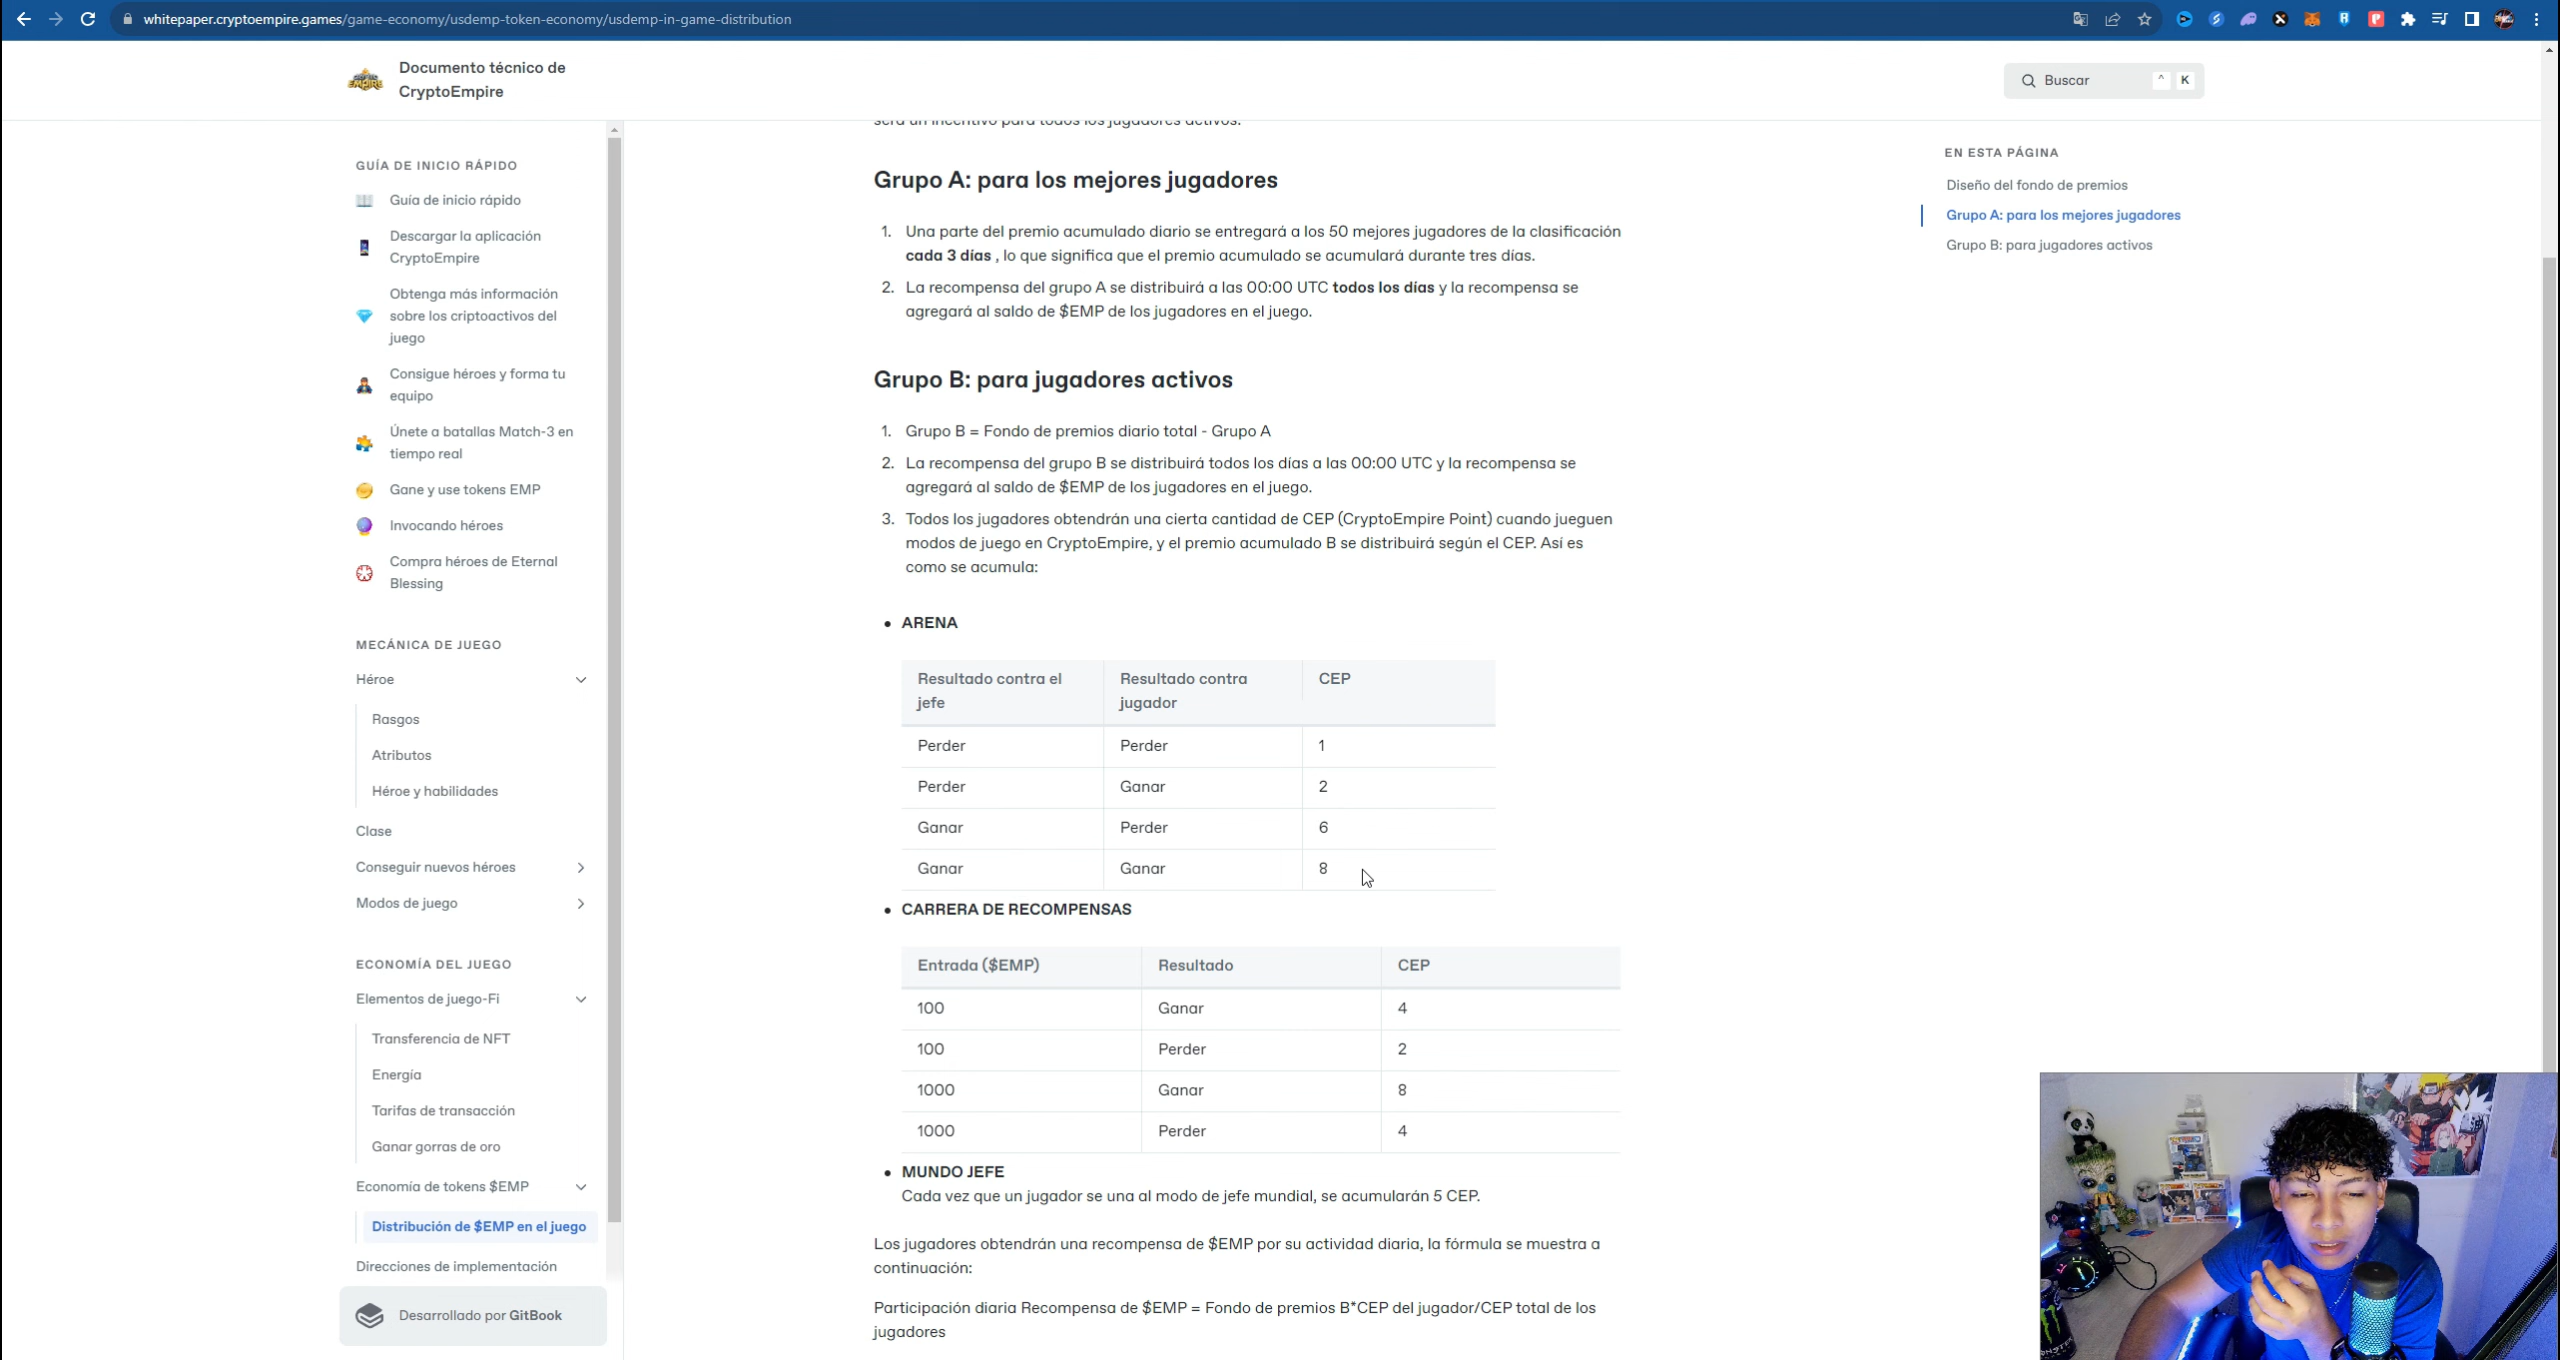 whitepaper.cryptoempire.games/game-economy/usdemp-token-economy/usdemp-in-game-distribution
Documento técnico de
CryptoEmpire
Buscar
^ K
GUÍA DE INICIO RÁPIDO
Guía de inicio rápido
Descargar la aplicación
CryptoEmpire
Obtenga más información
sobre los criptoactivos del
juego
Consigue héroes y forma tu
equipo
Únete a batallas Match-3 en
tiempo real
Gane y use tokens EMP
Invocando héroes
Compra héroes de Eternal
Blessing
MECÁNICA DE JUEGO
Héroe
Rasgos
Atributos
Héroe y habilidades
Clase
Conseguir nuevos héroes
Modos de juego
ECONOMÍA DEL JUEGO
Elementos de juego-Fi
Transferencia de NFT
Energía
Tarifas de transacción
Ganar gorras de oro
Economía de tokens $EMP
Distribución de $EMP en el juego
Direcciones de implementación
Desarrollado por GitBook
será un incentivo para todos los jugadores activos.
Grupo A: para los mejores jugadores
1. Una parte del premio acumulado diario se entregará a los 50 mejores jugadores de la clasificación
cada 3 días , lo que significa que el premio acumulado se acumulará durante tres días.
2. La recompensa del grupo A se distribuirá a las 00:00 UTC todos los días y la recompensa se
agregará al saldo de $EMP de los jugadores en el juego.
Grupo B: para jugadores activos
1. Grupo B = Fondo de premios diario total - Grupo A
2. La recompensa del grupo B se distribuirá todos los días a las 00:00 UTC y la recompensa se
agregará al saldo de $EMP de los jugadores en el juego.
3. Todos los jugadores obtendrán una cierta cantidad de CEP (CryptoEmpire Point) cuando jueguen
modos de juego en CryptoEmpire, y el premio acumulado B se distribuirá según el CEP. Así es
como se acumula:
• ARENA
Resultado contra el
jefe
Resultado contra
jugador
CEP
Perder Perder 1
Perder Ganar 2
Ganar Perder 6
Ganar Ganar 8
• CARRERA DE RECOMPENSAS
Entrada ($EMP) Resultado CEP
100 Ganar 4
100 Perder 2
1000 Ganar 8
1000 Perder 4
• MUNDO JEFE
Cada vez que un jugador se una al modo de jefe mundial, se acumularán 5 CEP.
Los jugadores obtendrán una recompensa de $EMP por su actividad diaria, la fórmula se muestra a
continuación:
Participación diaria Recompensa de $EMP = Fondo de premios B*CEP del jugador/CEP total de los
jugadores
EN ESTA PÁGINA
Diseño del fondo de premios
Grupo A: para los mejores jugadores
Grupo B: para jugadores activos